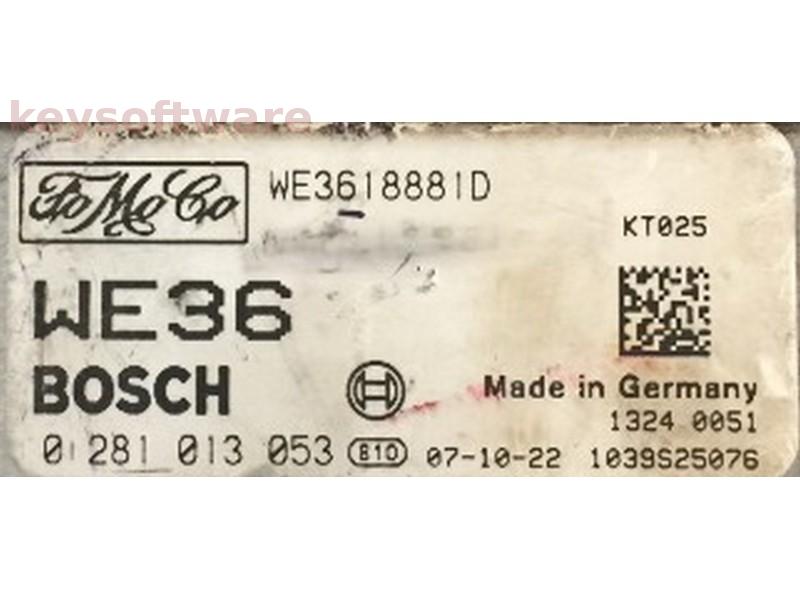 keysoftware
FoMoCo WE3618881D
KT025
WE36
BOSCH
Made in Germany
1324 0051
0 281 013 053 B10 07-10-22 1039S25076